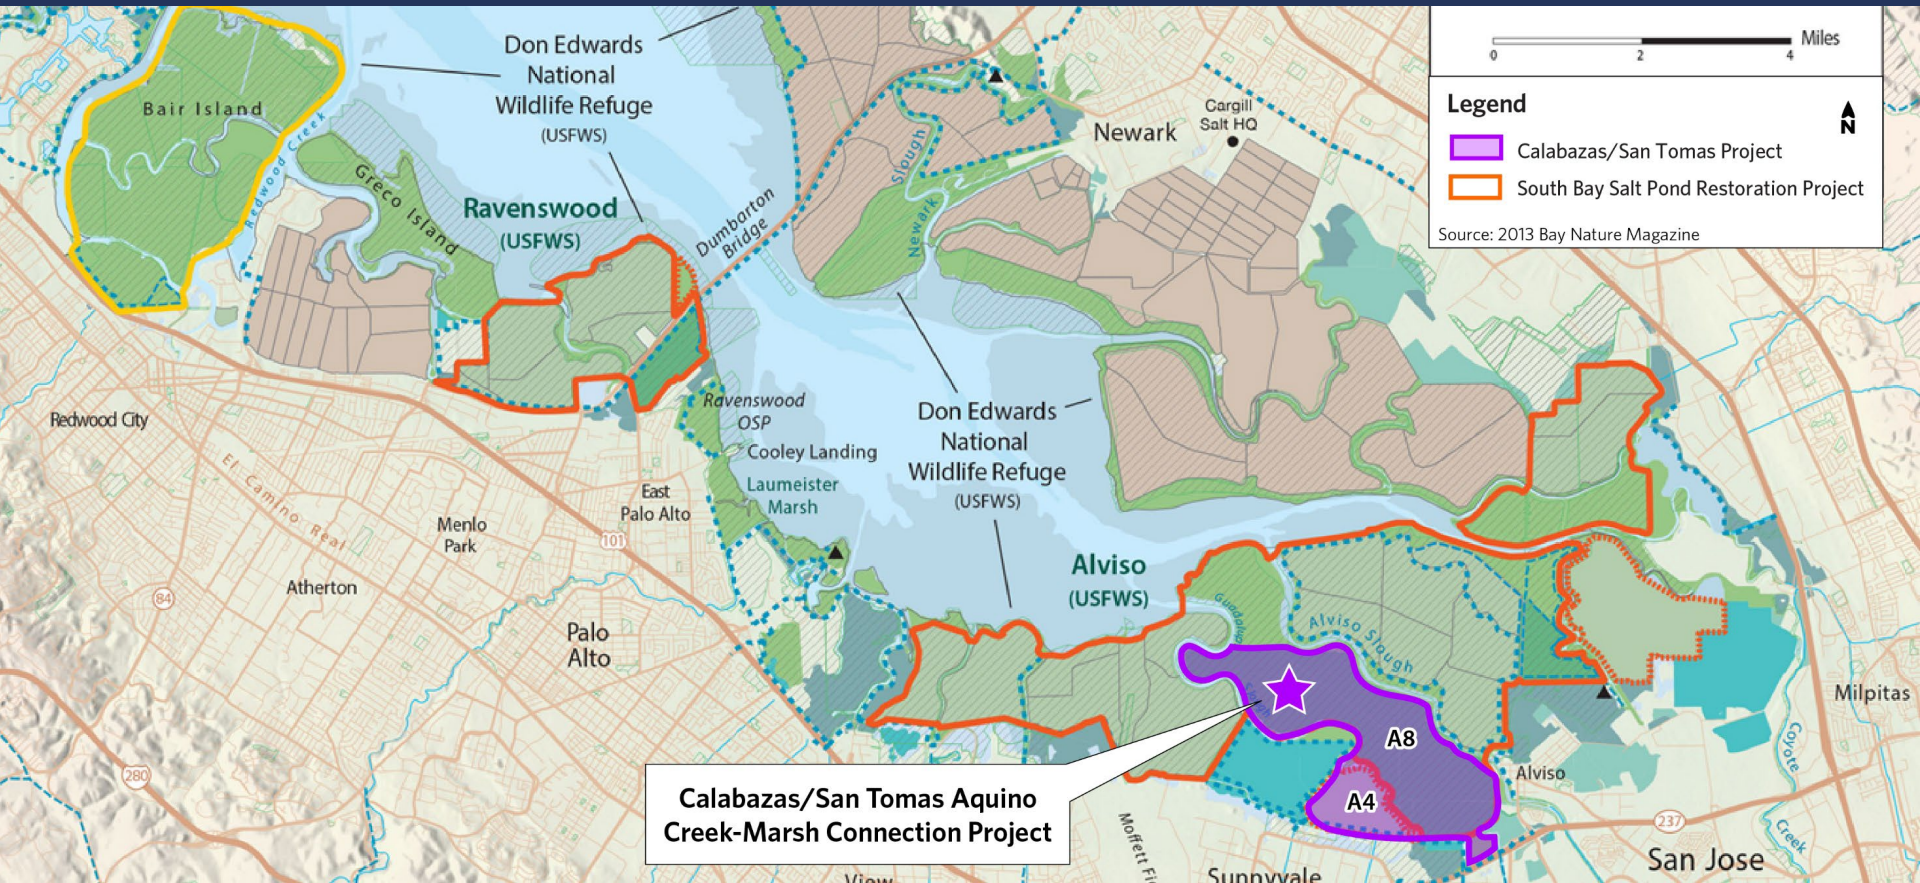 Don Edwards
National
Wildlife Refuge
(USFWS)
Bair Island
Redwood Creek
Greco Island
Ravenswood
(USFWS)
Dumbarton
Bridge
Slough
Newark
Newark
Cargill
Salt HQ
Miles
0 2 4
Legend
N
Calabazas/San Tomas Project
South Bay Salt Pond Restoration Project
Source: 2013 Bay Nature Magazine
Redwood City
El Camino Real
Menlo
Park
Atherton
84
101
280
East
Palo Alto
Palo
Alto
Ravenswood
OSP
Cooley Landing
Laumeister
Marsh
Don Edwards
National
Wildlife Refuge
(USFWS)
Alviso
(USFWS)
Alviso Slough
A8
A4
Calabazas/San Tomas Aquino
Creek-Marsh Connection Project
Alviso
Milpitas
Coyote
Creek
237
San Jose
Moffett
Sunnyvale
View